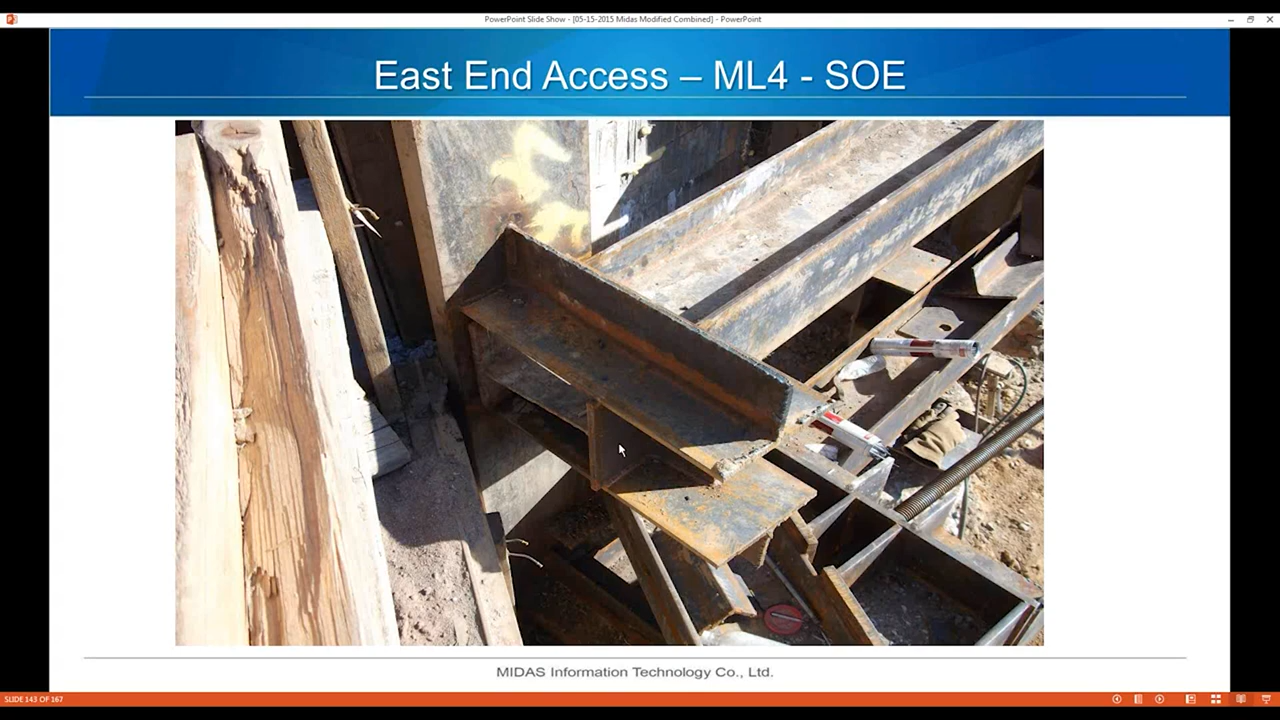 PowerPoint Slide Show - [05-15-2015 Midas Modified Combined] - PowerPoint
East End Access – ML4 - SOE
MIDAS Information Technology Co., Ltd.
SLIDE 143 OF 167